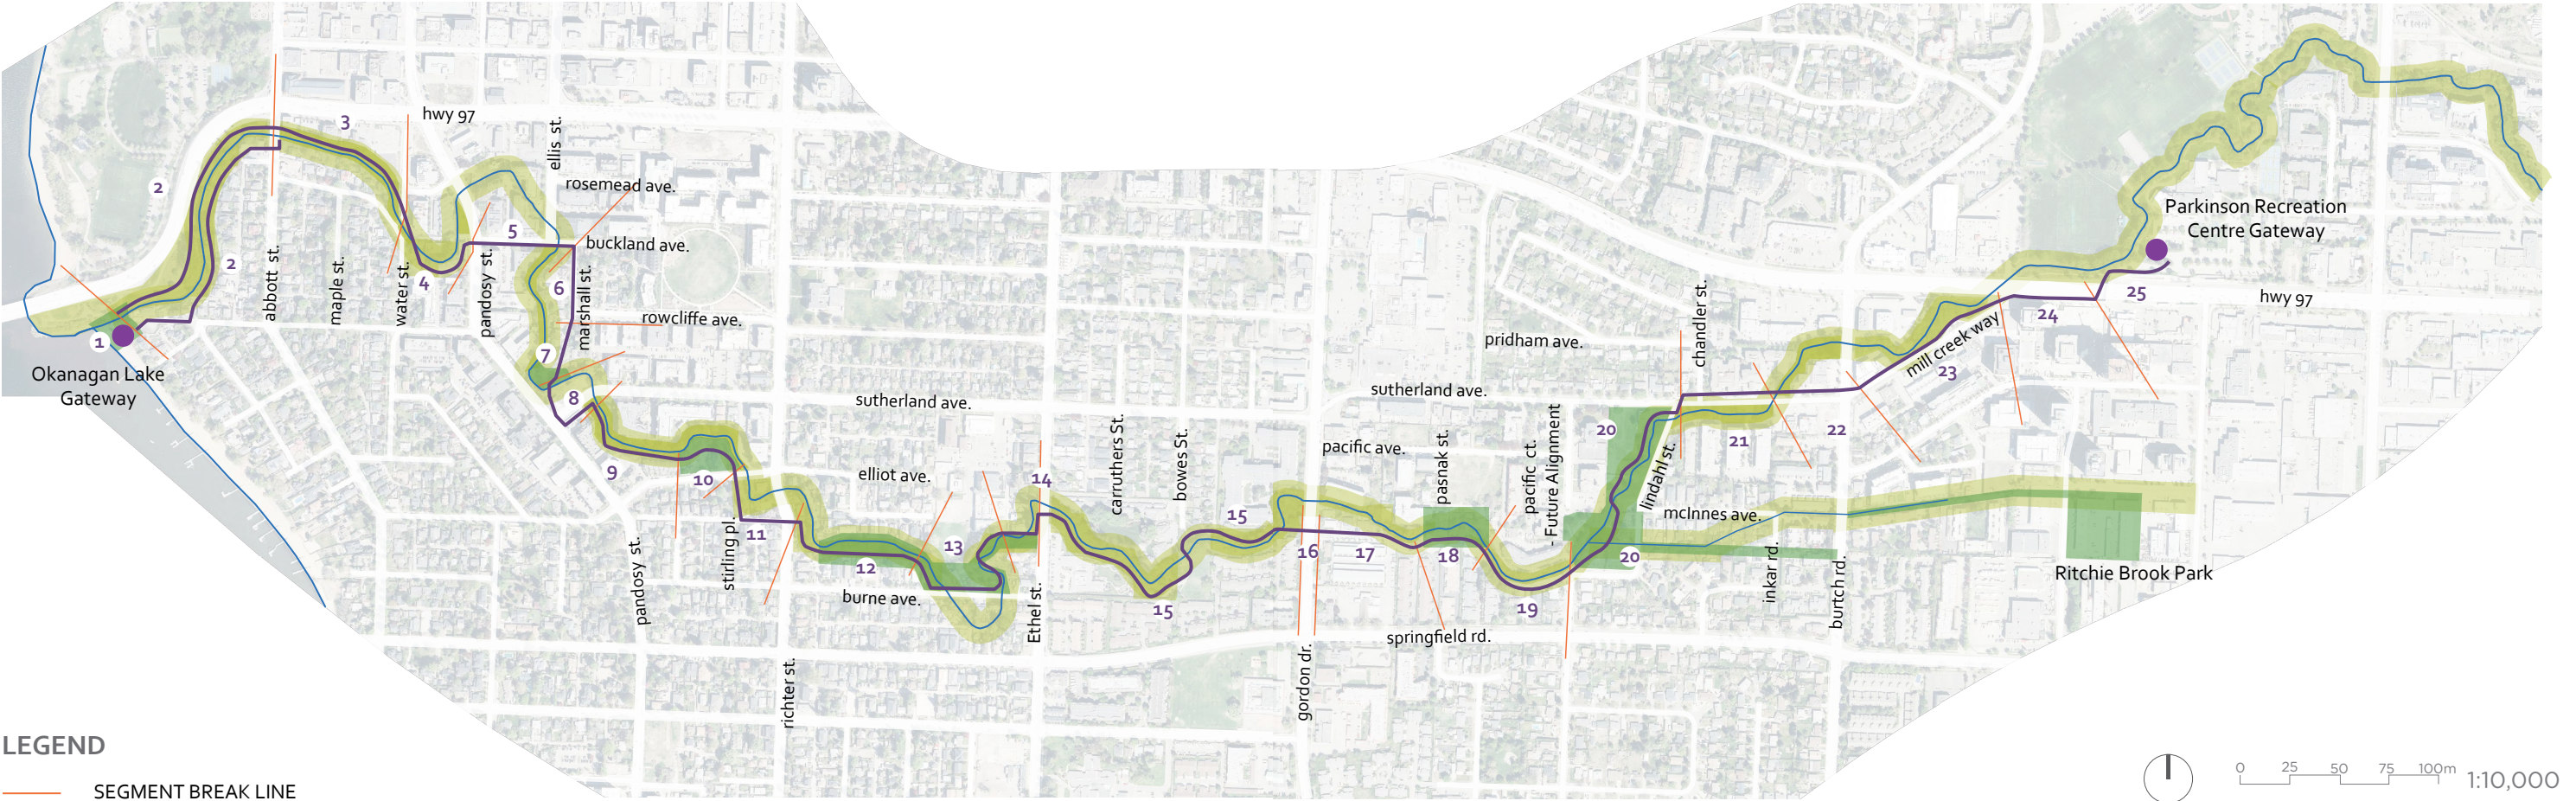 hwy 97
3
ellis st.
rosemead ave.
2
5
buckland ave.
2
abbott st.
maple st.
water st.
4
pandosy st.
6
marshall st.
rowcliffe ave.
1
Okanagan Lake
Gateway
7
8
9
10
sutherland ave.
elliot ave.
stirling pl.
11
pandosy st.
12
13
burne ave.
richter st.
14
Ethel st.
carruthers St.
bowes St.
15
15
16
17
gordon dr.
pridham ave.
sutherland ave.
pacific ave.
pasnak st.
18
springfield rd.
pacific ct.
- Future Alignment
19
20
20
lindahl st.
chandler st.
21
mcInnes ave.
inkar rd.
22
burtch rd.
mill creek way
23
24
25
Parkinson Recreation
Centre Gateway
hwy 97
Ritchie Brook Park
LEGEND
SEGMENT BREAK LINE
0 25 50 75 100m
1:10,000